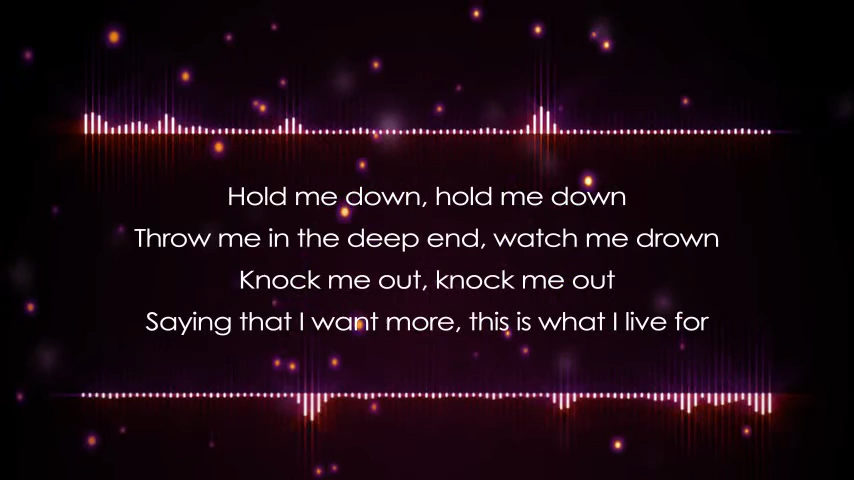 Hold me down, hold me down
Throw me in the deep end, watch me drown
Knock me out, knock me out
Saying that I want more, this is what I live for